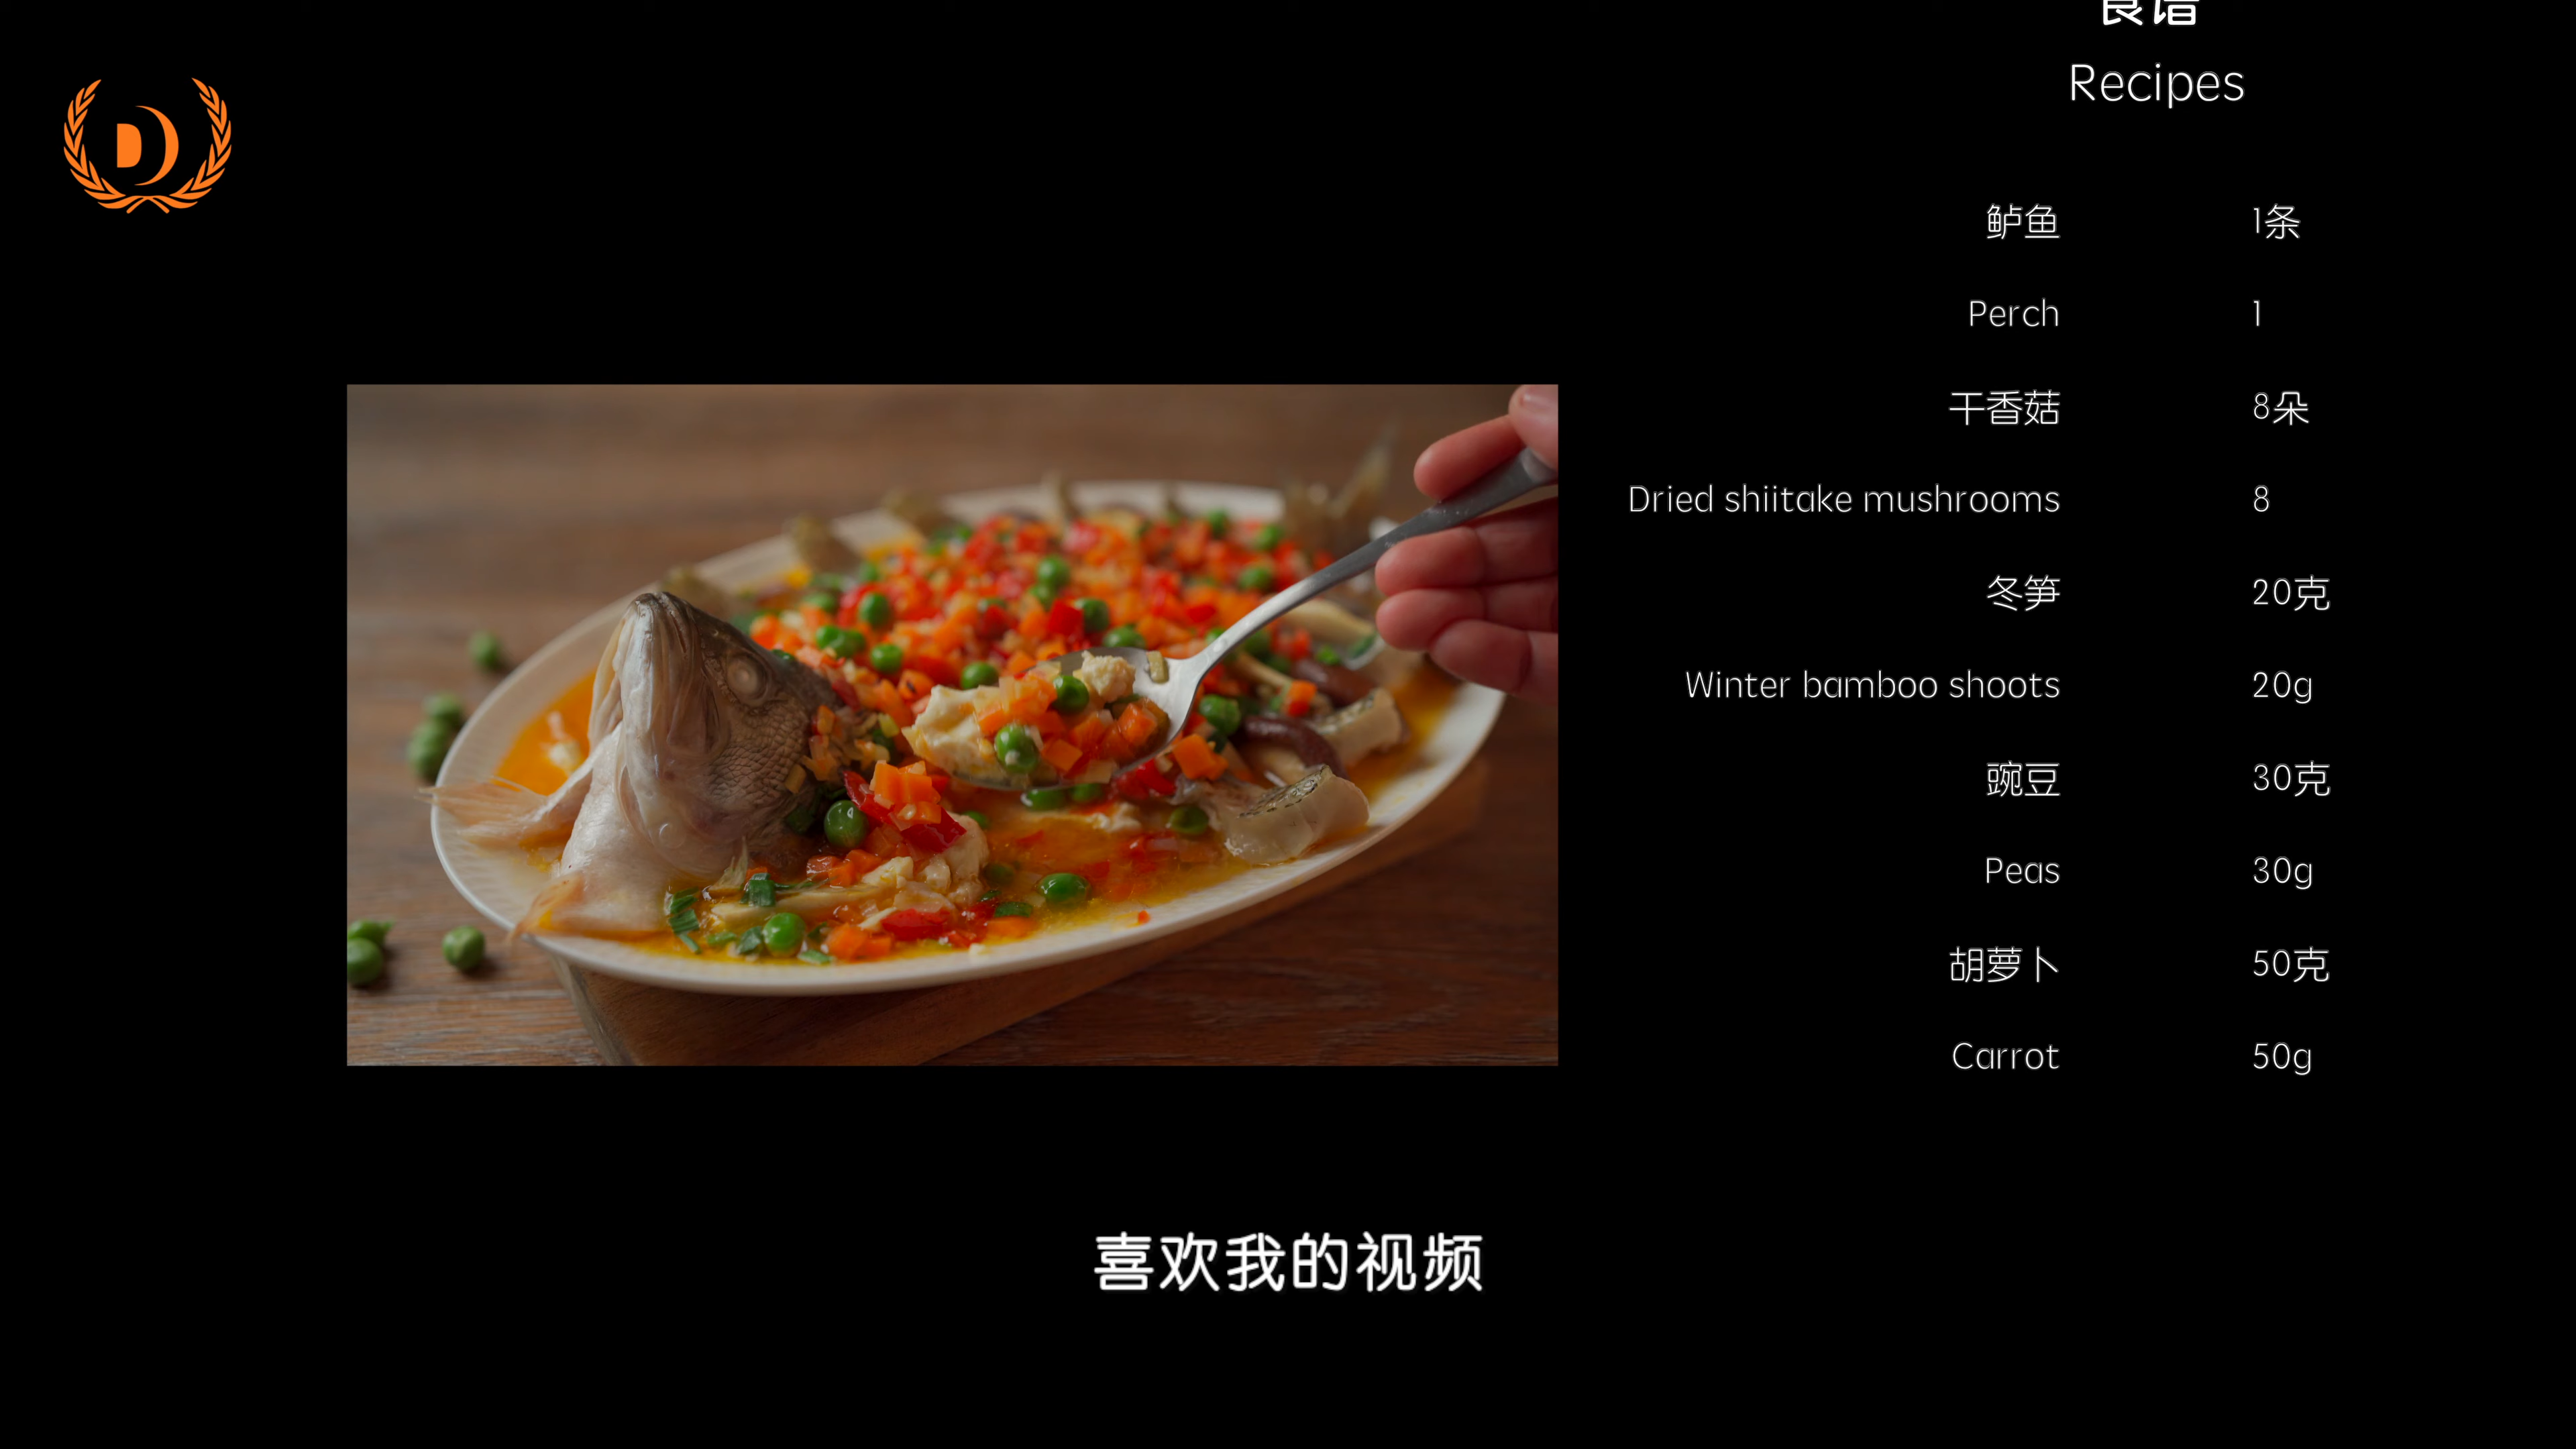 食谱
Recipes
D
鲈鱼 1条
Perch 1
干香菇 8朵
Dried shiitake mushrooms 8
冬笋 20克
Winter bamboo shoots 20g
豌豆 30克
Peas 30g
胡萝卜 50克
Carrot 50g
喜欢我的视频